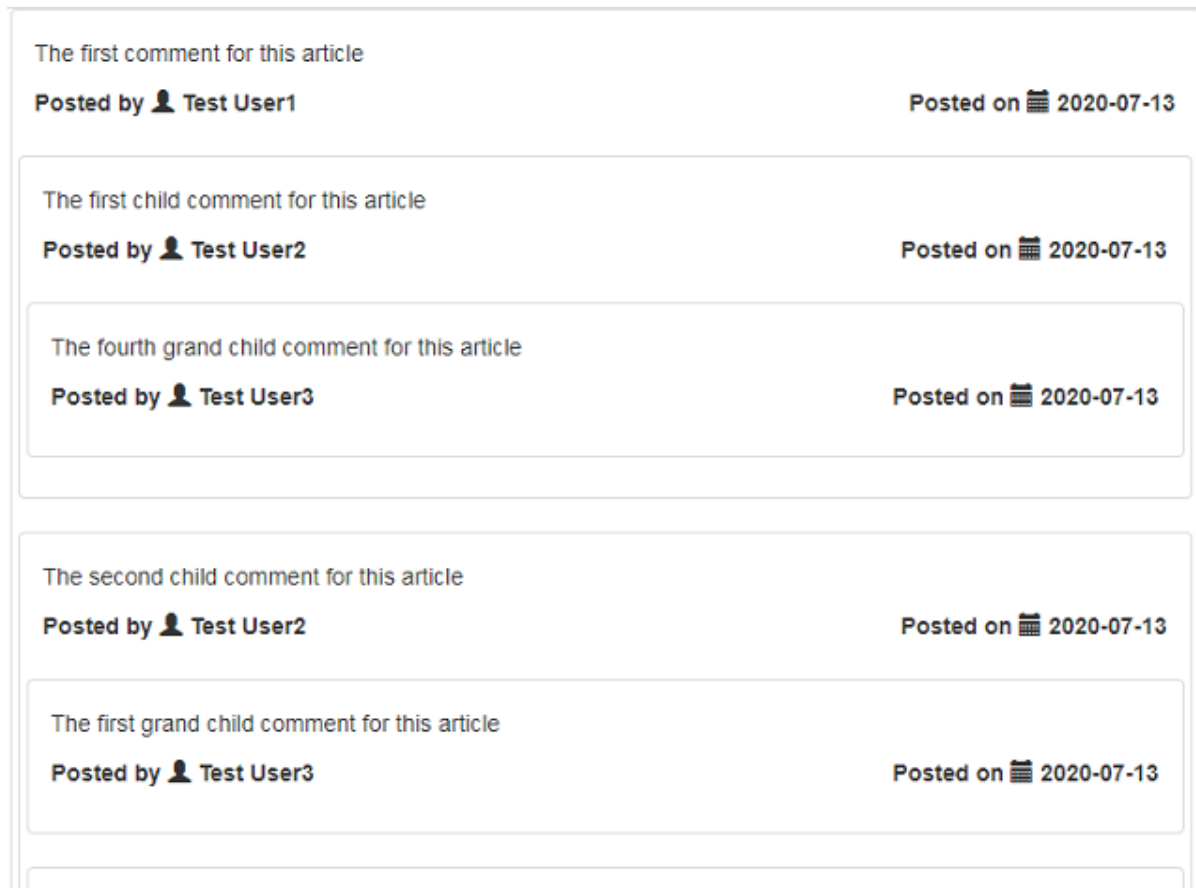 The first comment for this article
Posted by Test User1 Posted on 2020-07-13
The first child comment for this article
Posted by Test User2 Posted on 2020-07-13
The fourth grand child comment for this article
Posted by Test User3 Posted on 2020-07-13
The second child comment for this article
Posted by Test User2 Posted on 2020-07-13
The first grand child comment for this article
Posted by Test User3 Posted on 2020-07-13